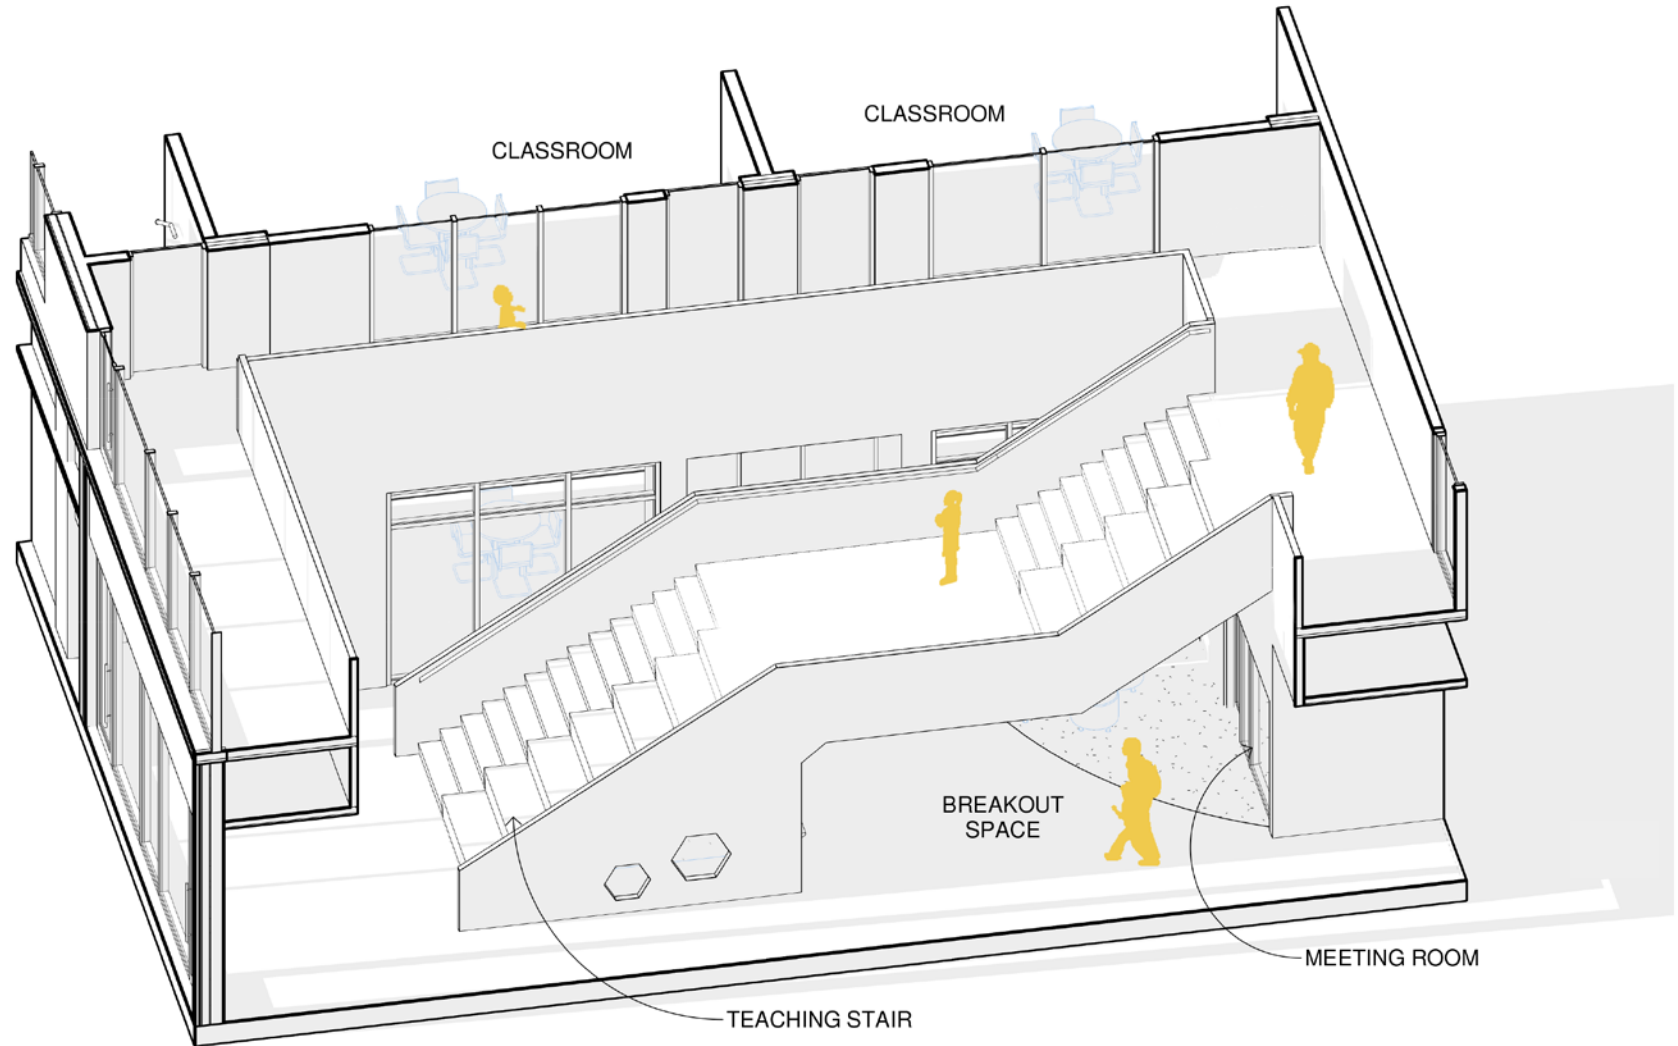 CLASSROOM
CLASSROOM
BREAKOUT
SPACE
MEETING ROOM
TEACHING STAIR